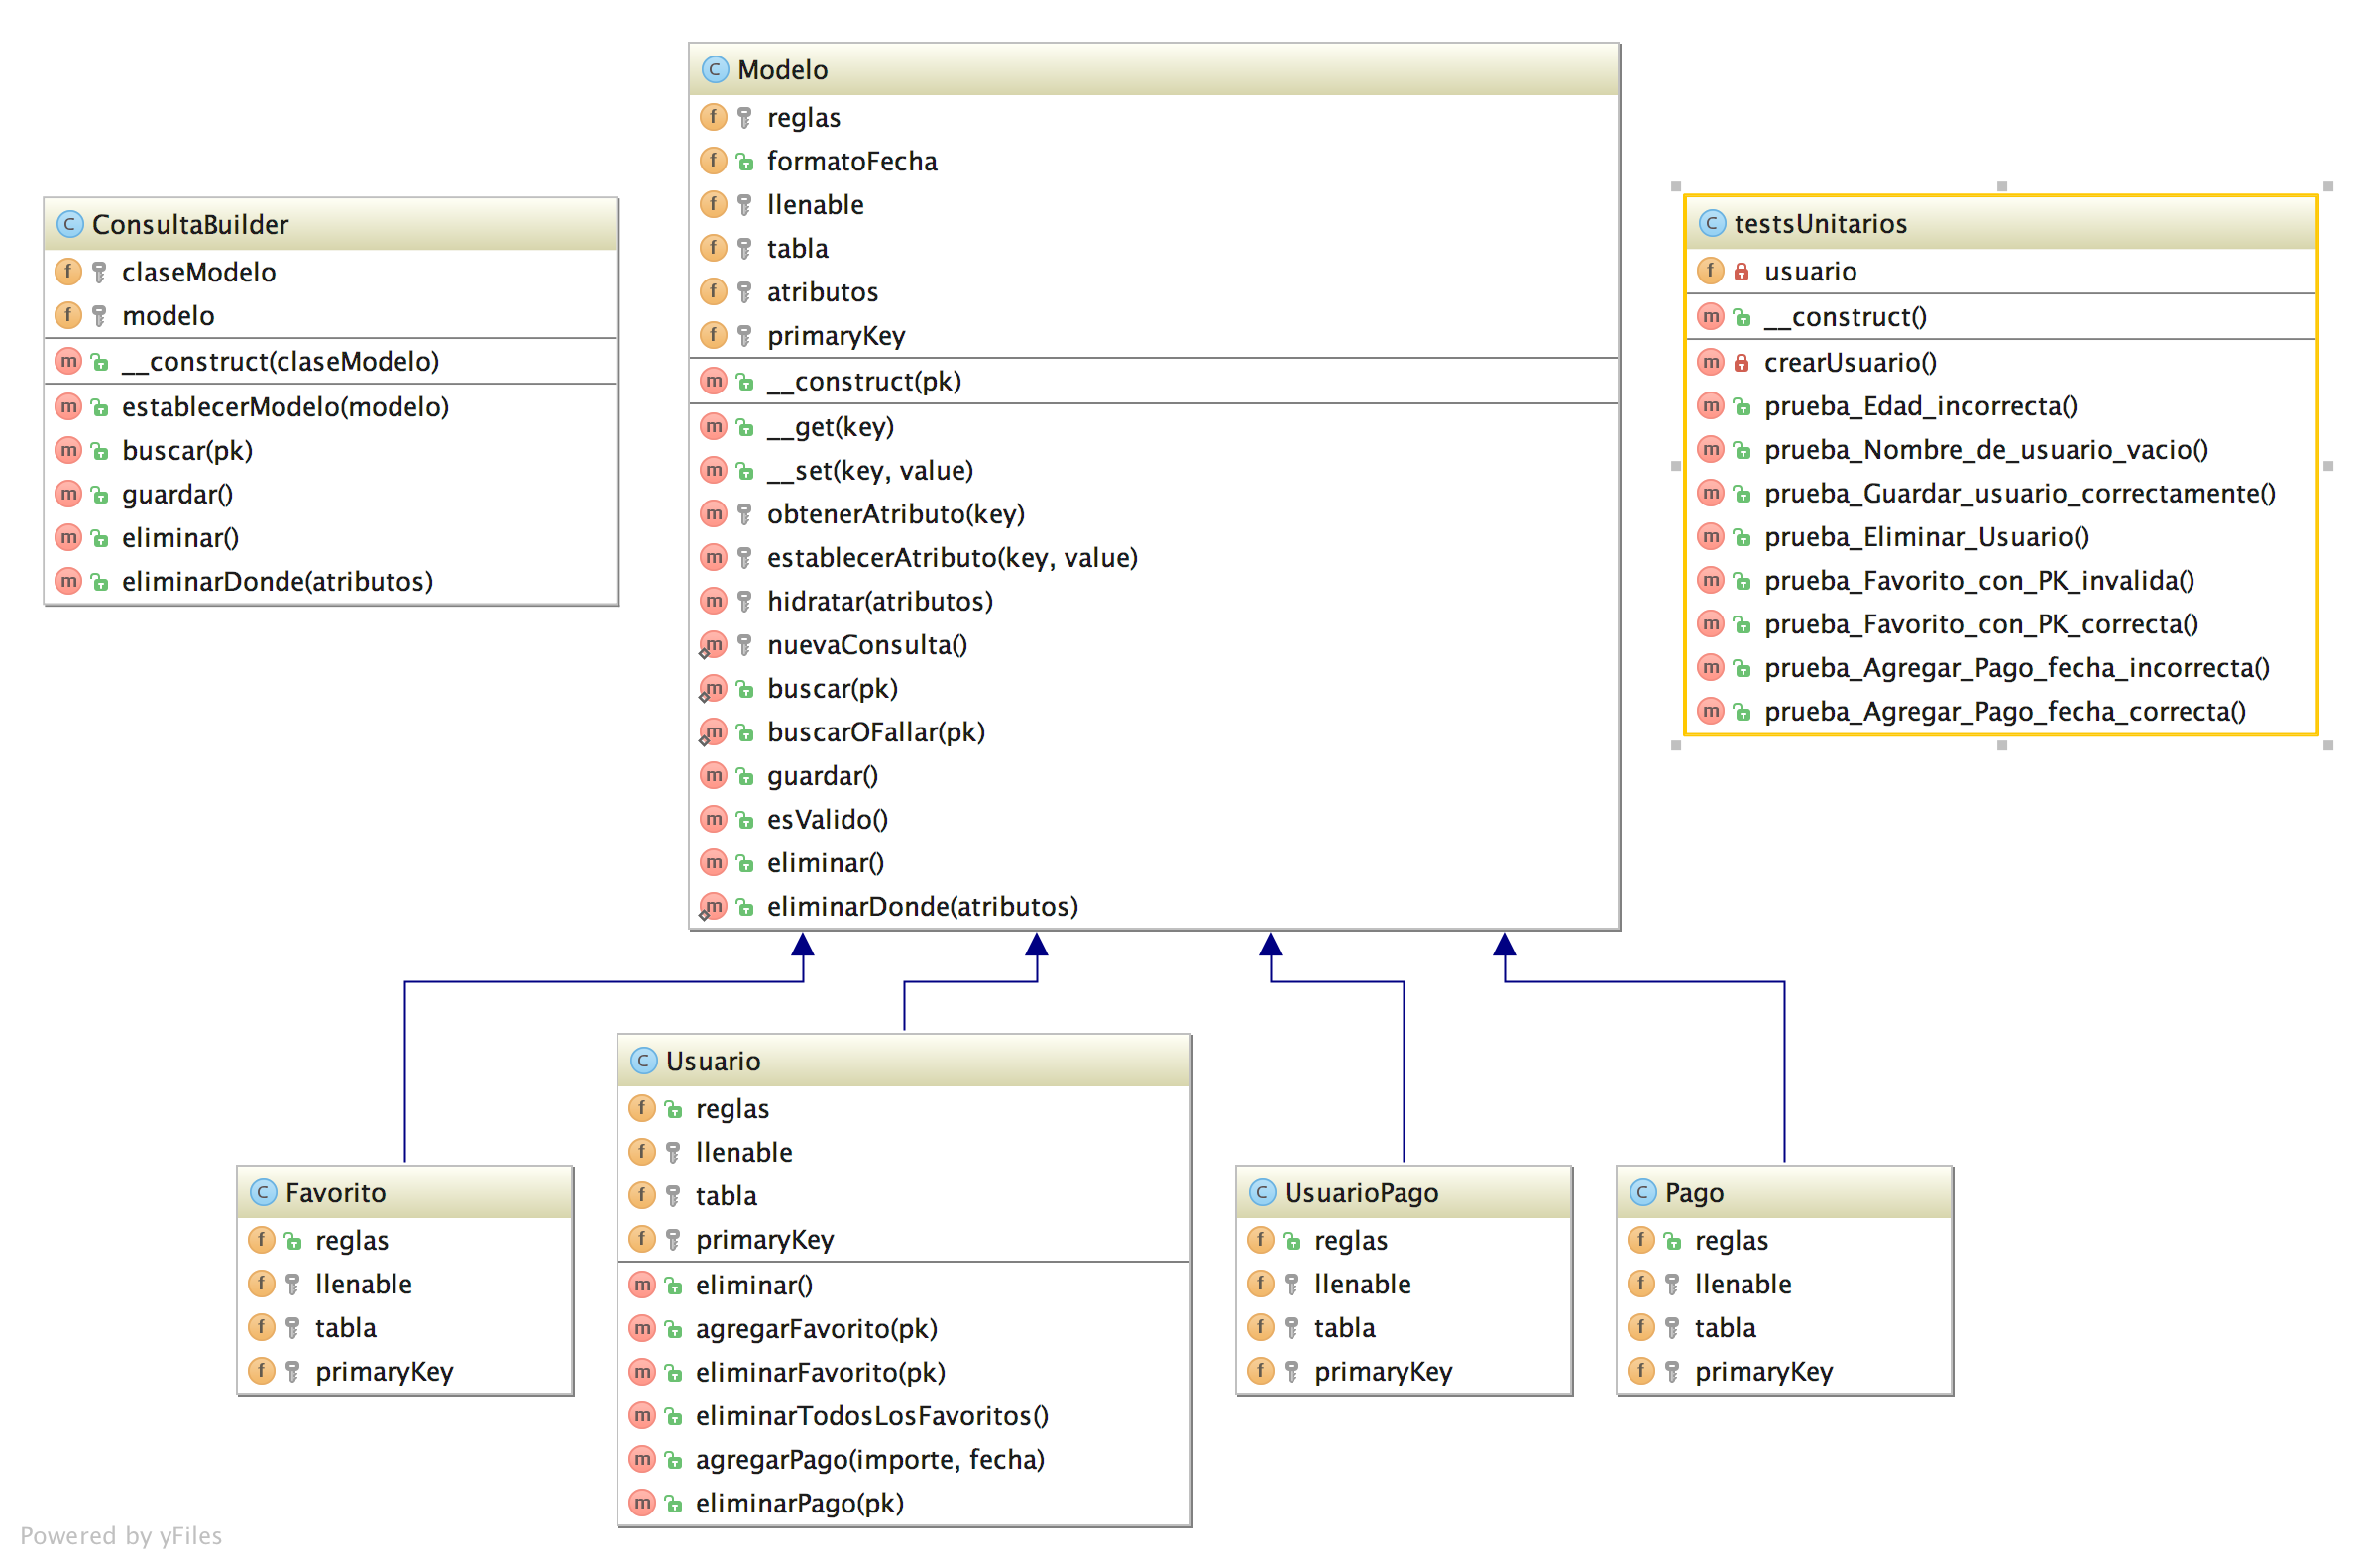 ConsultaBuilder
claseModelo
modelo
__construct(claseModelo)
establecerModelo(modelo)
buscar(pk)
guardar()
eliminar()
eliminarDonde(atributos)
Modelo
reglas
formatoFecha
llenable
tabla
atributos
primaryKey
__construct(pk)
__get(key)
__set(key, value)
obtenerAtributo(key)
establecerAtributo(key, value)
hidratar(atributos)
nuevaConsulta()
buscar(pk)
buscarOFallar(pk)
guardar()
esValido()
eliminar()
eliminarDonde(atributos)
testsUnitarios
usuario
__construct()
crearUsuario()
prueba_Edad_incorrecta()
prueba_Nombre_de_usuario_vacio()
prueba_Guardar_usuario_correctamente()
prueba_Eliminar_Usuario()
prueba_Favorito_con_PK_invalida()
prueba_Favorito_con_PK_correcta()
prueba_Agregar_Pago_fecha_incorrecta()
prueba_Agregar_Pago_fecha_correcta()
Favorito
reglas
llenable
tabla
primaryKey
Usuario
reglas
llenable
tabla
primaryKey
eliminar()
agregarFavorito(pk)
eliminarFavorito(pk)
eliminarTodosLosFavoritos()
agregarPago(importe, fecha)
eliminarPago(pk)
UsuarioPago
reglas
llenable
tabla
primaryKey
Pago
reglas
llenable
tabla
primaryKey
Powered by yFiles